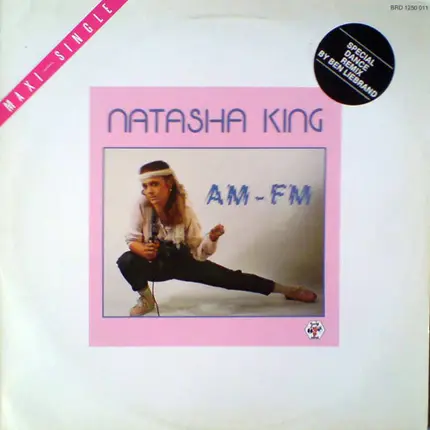 MAXI - SINGLE
BRD 1250 011
SPECIAL
DANCE
REMIX
BY BEN LIEBRAND
NATASHA KING
AM-FM